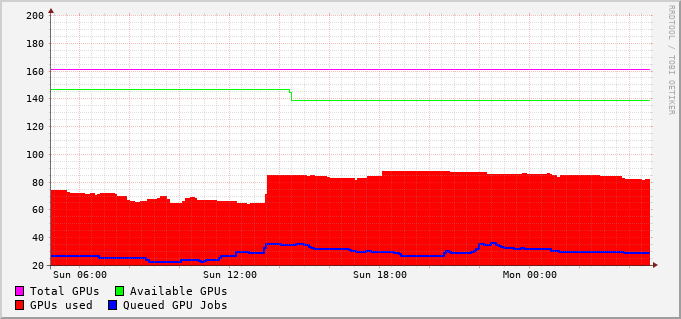 200
180
160
140
120
100
80
60
40
20
Sun 06:00 Sun 12:00 Sun 18:00 Mon 00:00
Total GPUs Available GPUs
GPUs used Queued GPU Jobs
RRDTOOL / TOBI OETIKER